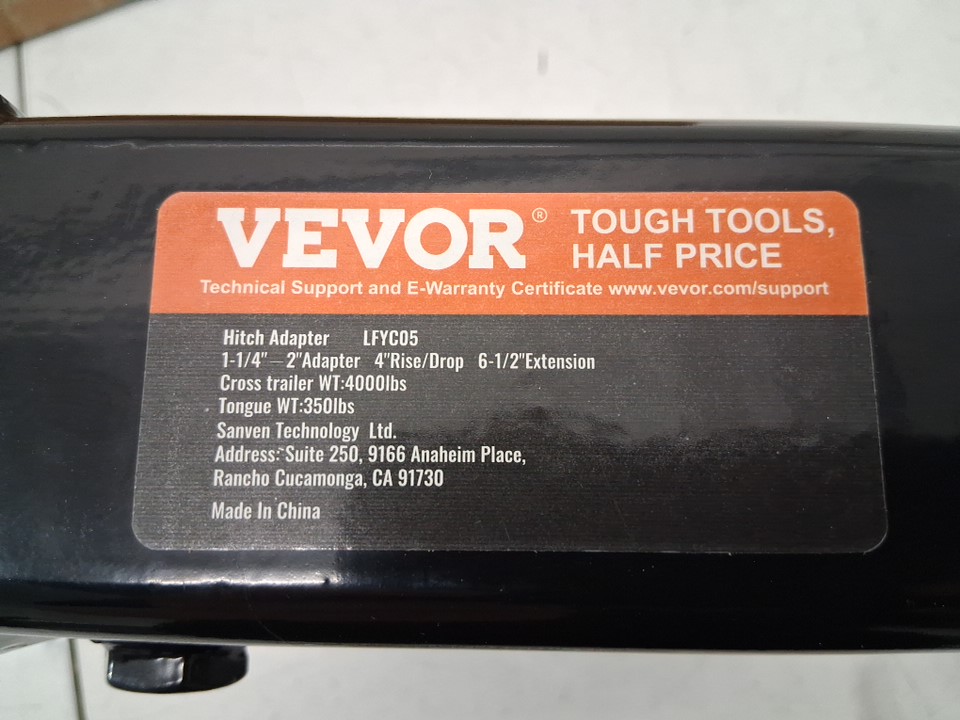 VEVOR® TOUGH TOOLS,
HALF PRICE
Technical Support and E-Warranty Certificate www.vevor.com/support
Hitch Adapter LFYC05
1-1/4"—2"Adapter 4"Rise/Drop 6-1/2"Extension
Cross trailer WT:4000lbs
Tongue WT:350lbs
Sanven Technology Ltd.
Address: Suite 250, 9166 Anaheim Place,
Rancho Cucamonga, CA 91730
Made In China